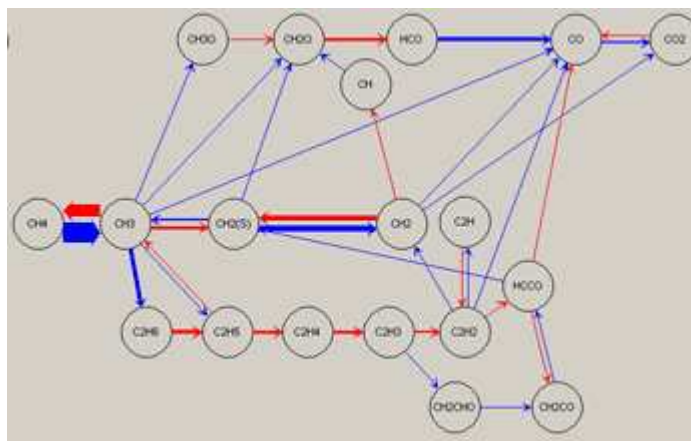 CH3O CH2O HCO CO CO2
CH
CH4 CH3 CH2(S) CH2 C2H
HCCO
C2H6 C2H5 C2H4 C2H3 C2H2
CH2CHO CH2CO